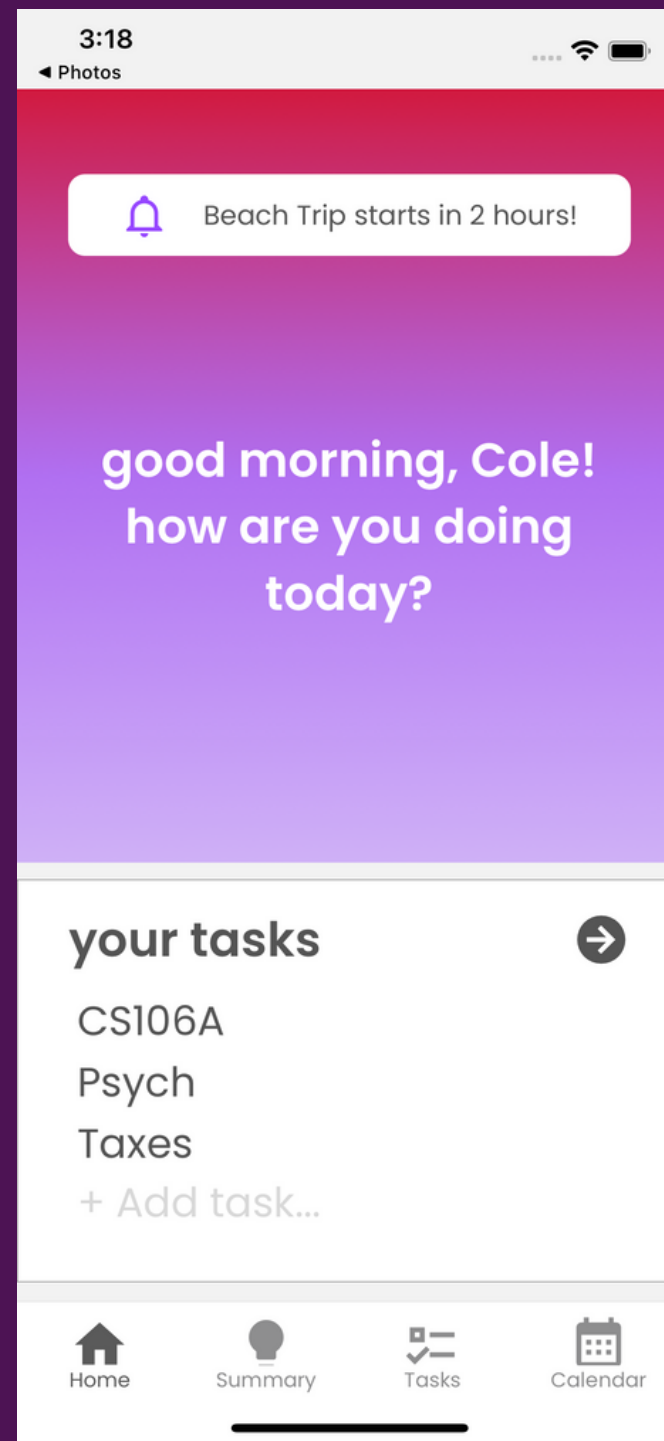 3:18
◀ Photos
Beach Trip starts in 2 hours!
good morning, Cole!
how are you doing
today?
your tasks
CS106A
Psych
Taxes
+ Add task...
Home Summary Tasks Calendar